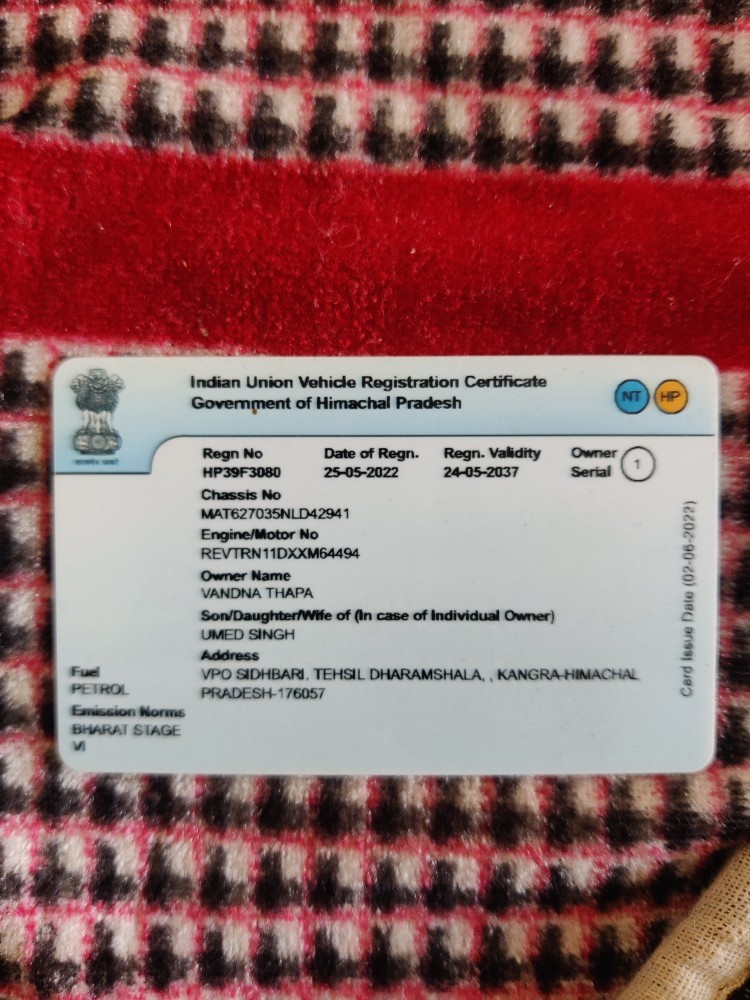 Indian Union Vehicle Registration Certificate
Government of Himachal Pradesh
NT HP
Regn No Date of Regn. Regn. Validity Owner Serial 1
HP39F3080 25-05-2022 24-05-2037
Chassis No
MAT627035NLD42941
Engine/Motor No
REVTRN11DXXM64494
Owner Name
VANDNA THAPA
Son/Daughter/Wife of (In case of Individual Owner)
UMED SINGH
Address
VPO SIDHBARI, TEHSIL DHARAMSHALA, , KANGRA-HIMACHAL
PRADESH-176057
Fuel
PETROL
Emission Norms
BHARAT STAGE
VI
Card Issue Date (02-06-2022)